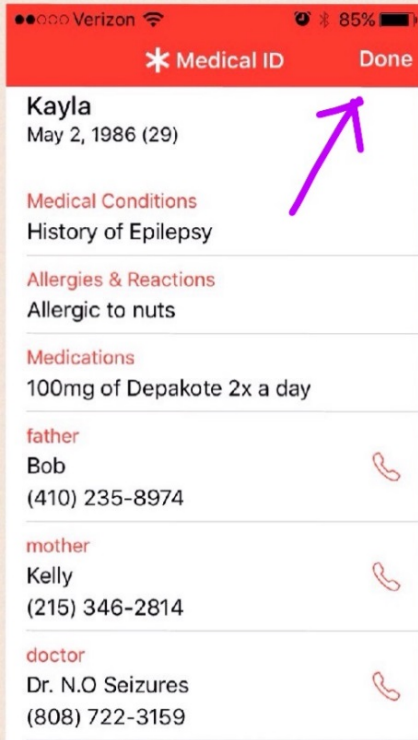 Verizon 85%
Medical ID Done
Kayla
May 2, 1986 (29)
Medical Conditions
History of Epilepsy
Allergies & Reactions
Allergic to nuts
Medications
100mg of Depakote 2x a day
father
Bob
(410) 235-8974
mother
Kelly
(215) 346-2814
doctor
Dr. N.O Seizures
(808) 722-3159